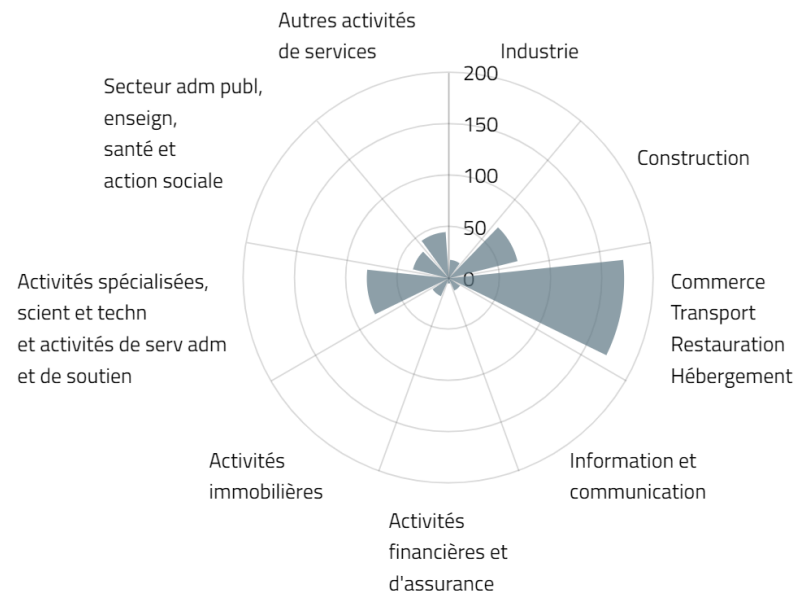 Autres activités
de services
Industrie
200
150
100
50
0
Construction
Commerce
Transport
Restauration
Hébergement
Information et
communication
Activités
financières et
d'assurance
Activités
immobilières
Activités spécialisées,
scient et techn
et activités de serv adm
et de soutien
Secteur adm publ,
enseign,
santé et
action sociale